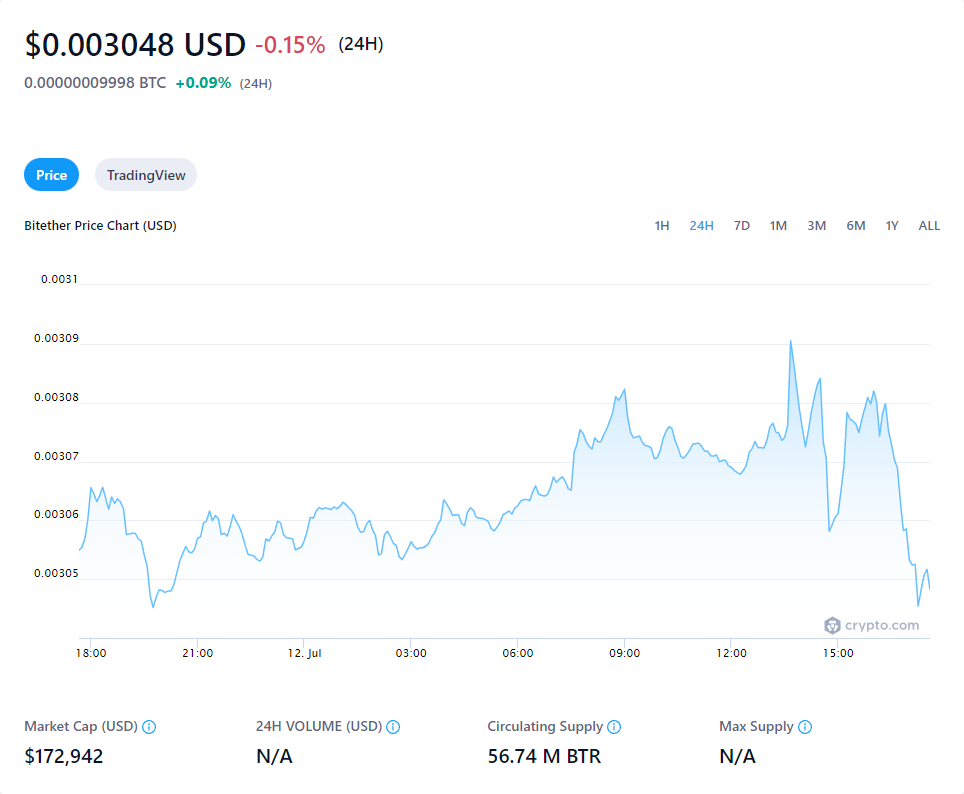 $0.003048 USD -0.15% (24H)
0.00000009998 BTC +0.09% (24H)
Price TradingView
Bitether Price Chart (USD) 1H 24H 7D 1M 3M 6M 1Y ALL
0.0031
0.00309
0.00308
0.00307
0.00306
0.00305
crypto.com
18:00 21:00 12. Jul 03:00 06:00 09:00 12:00 15:00
Market Cap (USD) 24H VOLUME (USD) Circulating Supply Max Supply
$172,942 N/A 56.74 M BTR N/A